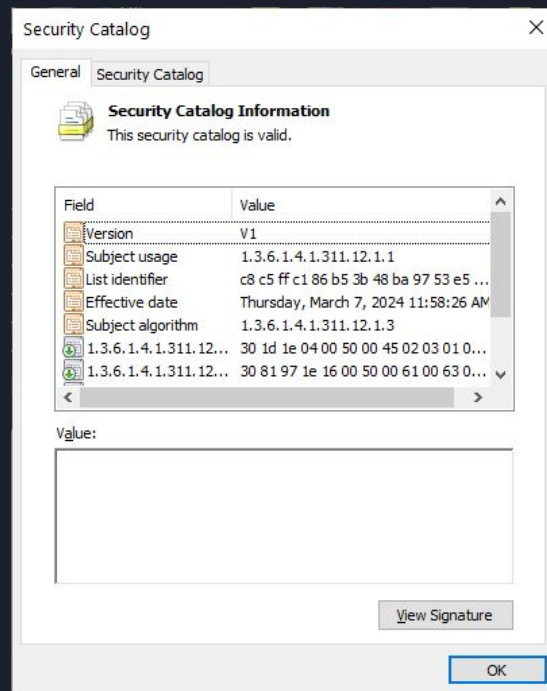 Security Catalog
General Security Catalog
Security Catalog Information
This security catalog is valid.
Field Value
Version V1
Subject usage 1.3.6.1.4.1.311.12.1.1
List identifier c8 c5 ff c1 86 b5 3b 48 ba 97 53 e5 ...
Effective date Thursday, March 7, 2024 11:58:26 AM
Subject algorithm 1.3.6.1.4.1.311.12.1.3
1.3.6.1.4.1.311.12... 30 1d 1e 04 00 50 00 45 02 03 01 0...
1.3.6.1.4.1.311.12... 30 81 97 1e 16 00 50 00 61 00 63 0...
Value:
View Signature
OK